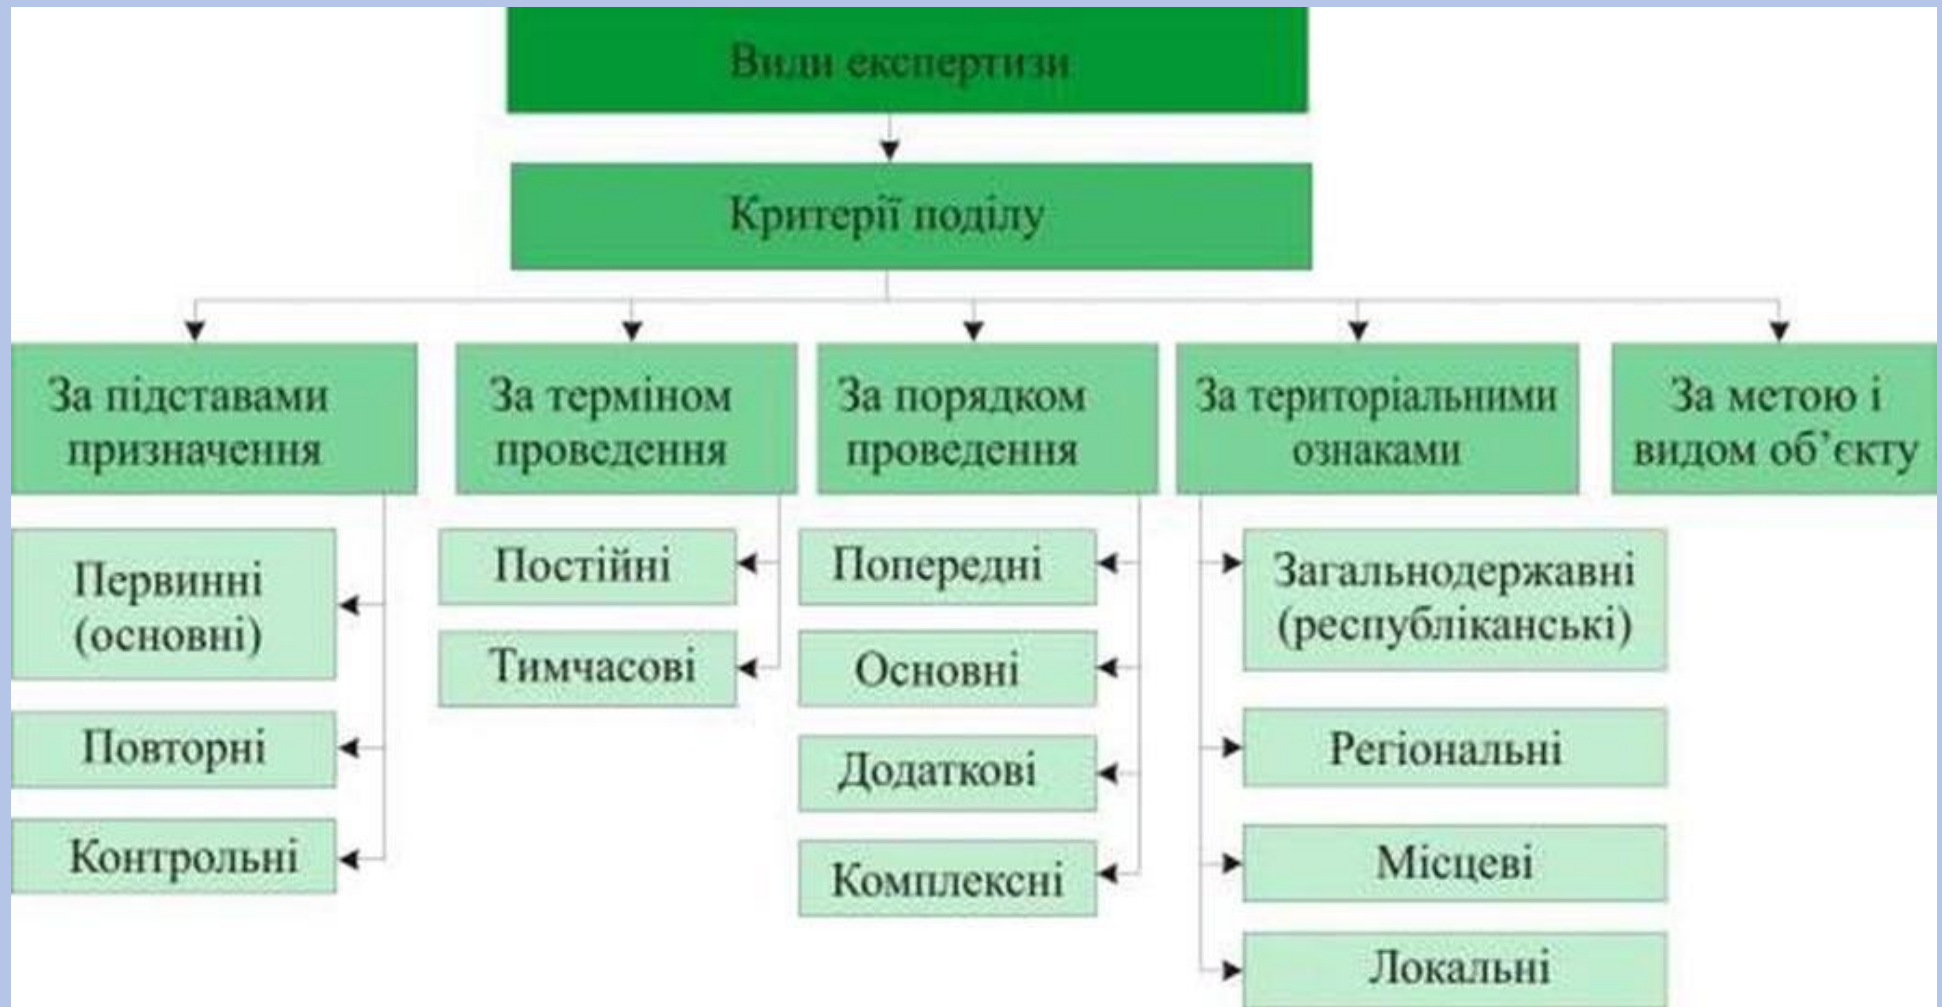 Види експертизи
Критерії поділу
За підставами
призначення
За терміном
проведення
За порядком
проведення
За територіальними
ознаками
За метою і
видом об’єкту
Первинні
(основні)
Повторні
Контрольні
Постійні
Тимчасові
Попередні
Основні
Додаткові
Комплексні
Загальнодержавні
(республіканські)
Регіональні
Місцеві
Локальні